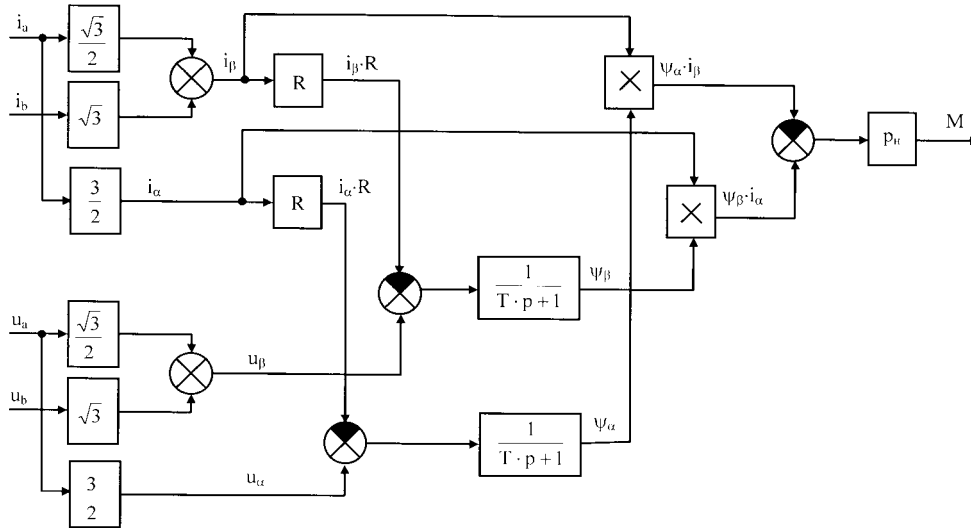 i_a
√3
2
i_b
√3
3
2
i_β
R
i_β·R
i_α
R
i_α·R
×
ψ_α·i_β
×
ψ_β·i_α
p_н
M
u_a
√3
2
u_b
√3
3
2
u_β
u_α
1
T · p + 1
ψ_β
1
T · p + 1
ψ_α